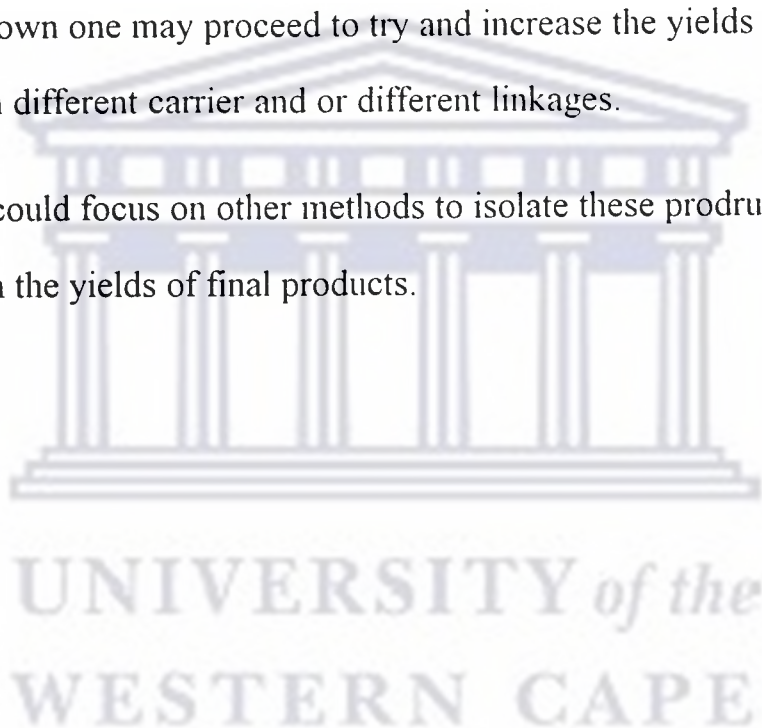 own one may proceed to try and increase the yields
different carrier and or different linkages.
could focus on other methods to isolate these prodru
the yields of final products.
UNIVERSITY of the
WESTERN CAPE